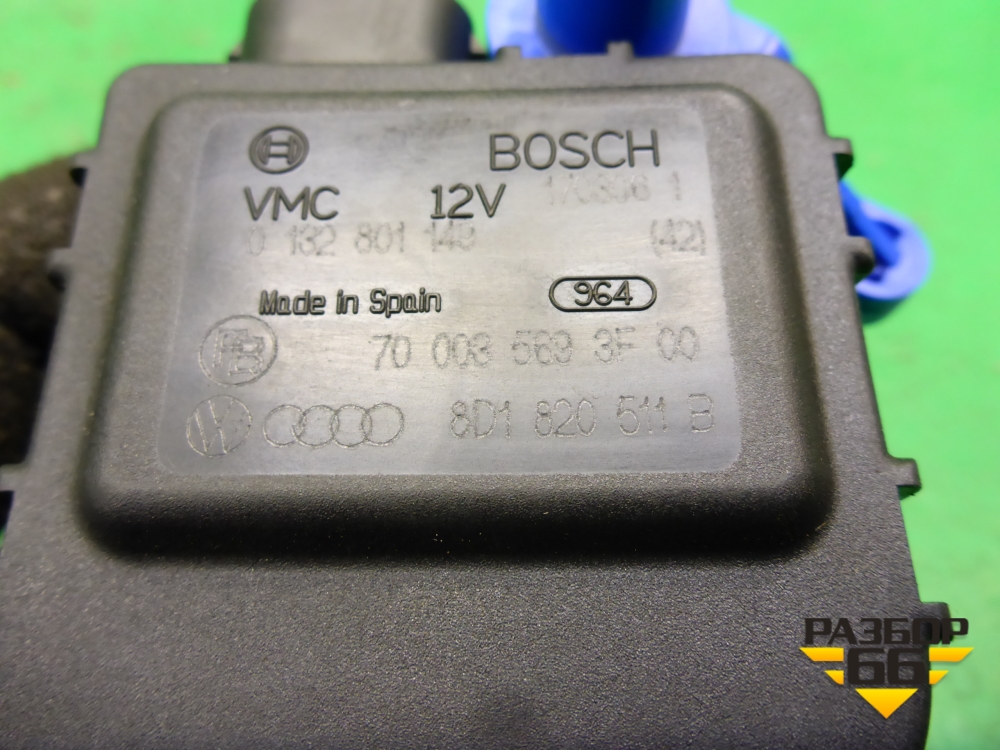 BOSCH
VMC 12V
0 132 801 149 (42)
Made in Spain 964
70 003 569 3F 00
8D1 820 511 B
РАЗБОР
66